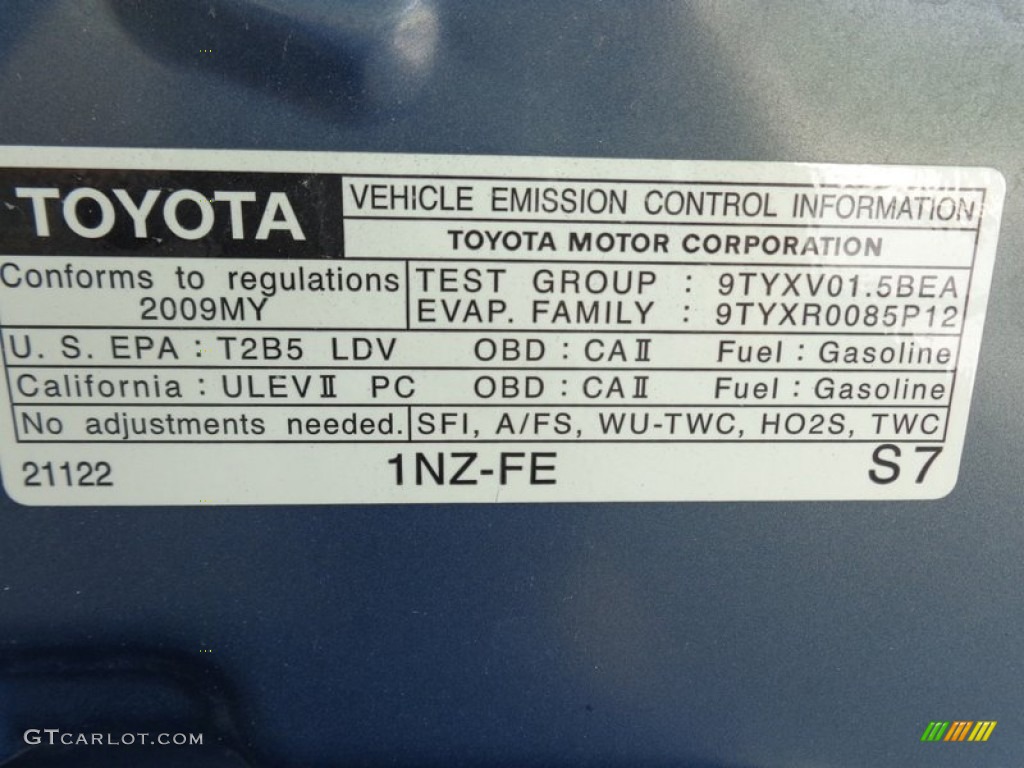 TOYOTA
VEHICLE EMISSION CONTROL INFORMATION
TOYOTA MOTOR CORPORATION
Conforms to regulations
2009MY
TEST GROUP : 9TYXV01.5BEA
EVAP. FAMILY : 9TYXR0085P12
U. S. EPA : T2B5 LDV OBD : CAⅡ Fuel : Gasoline
California : ULEVⅡ PC OBD : CAⅡ Fuel : Gasoline
No adjustments needed. SFI, A/FS, WU-TWC, HO2S, TWC
21122 1NZ-FE S7
GTCARLOT.COM